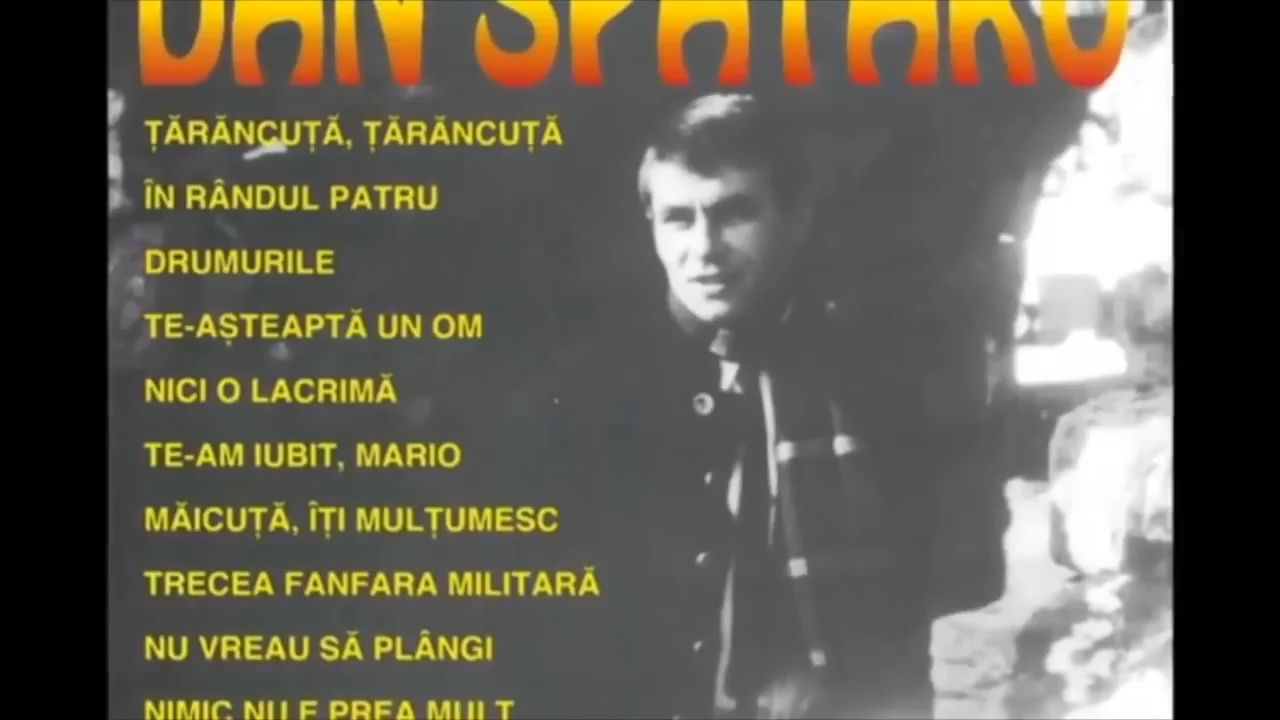 DAN SPATARU
ȚĂRĂNCUȚĂ, ȚĂRĂNCUȚĂ
ÎN RÂNDUL PATRU
DRUMURILE
TE-AȘTEAPTĂ UN OM
NICI O LACRIMĂ
TE-AM IUBIT, MARIO
MĂICUȚĂ, ÎȚI MULȚUMESC
TRECEA FANFARA MILITARĂ
NU VREAU SĂ PLÂNGI
NIMIC NU E PREA MULT